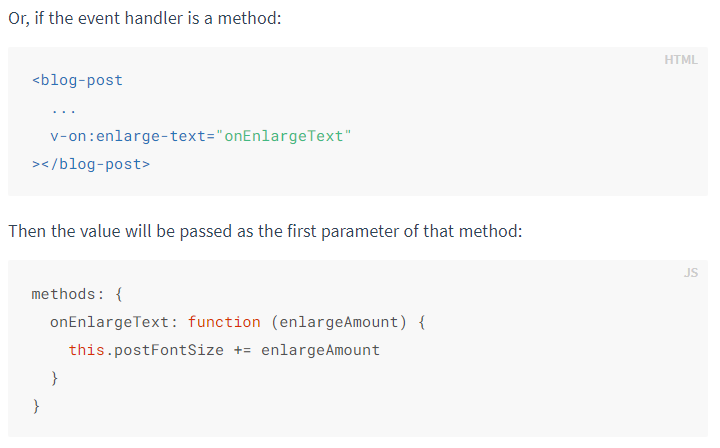 Or, if the event handler is a method:
HTML
<blog-post
  ...
  v-on:enlarge-text="onEnlargeText"
></blog-post>
Then the value will be passed as the first parameter of that method:
JS
methods: {
  onEnlargeText: function (enlargeAmount) {
    this.postFontSize += enlargeAmount
  }
}